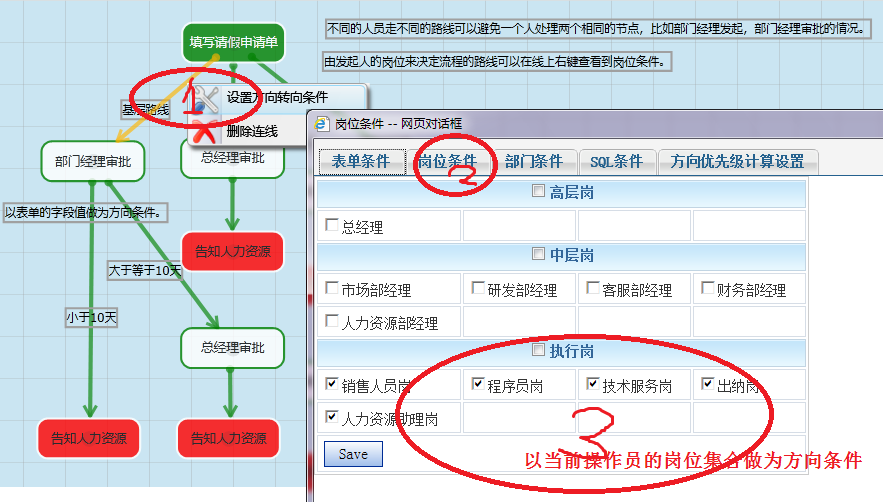 填写请假申请单
不同的人员走不同的路线可以避免一个人处理两个相同的节点，比如部门经理发起，部门经理审批的情况。
由发起人的岗位来决定流程的路线可以在线上右键查看到岗位条件。
1
设置方向转向条件
删除连线
基层路线
部门经理审批
总经理审批
以表单的字段值做为方向条件。
告知人力资源
大于等于10天
小于10天
总经理审批
告知人力资源
告知人力资源
岗位条件 -- 网页对话框
表单条件 岗位条件 部门条件 SQL条件 方向优先级计算设置
2
高层岗
总经理
中层岗
市场部经理 研发部经理 客服部经理 财务部经理
人力资源部经理
执行岗
销售人员岗 程序员岗 技术服务岗 出纳岗
人力资源助理岗
3
Save
以当前操作员的岗位集合做为方向条件